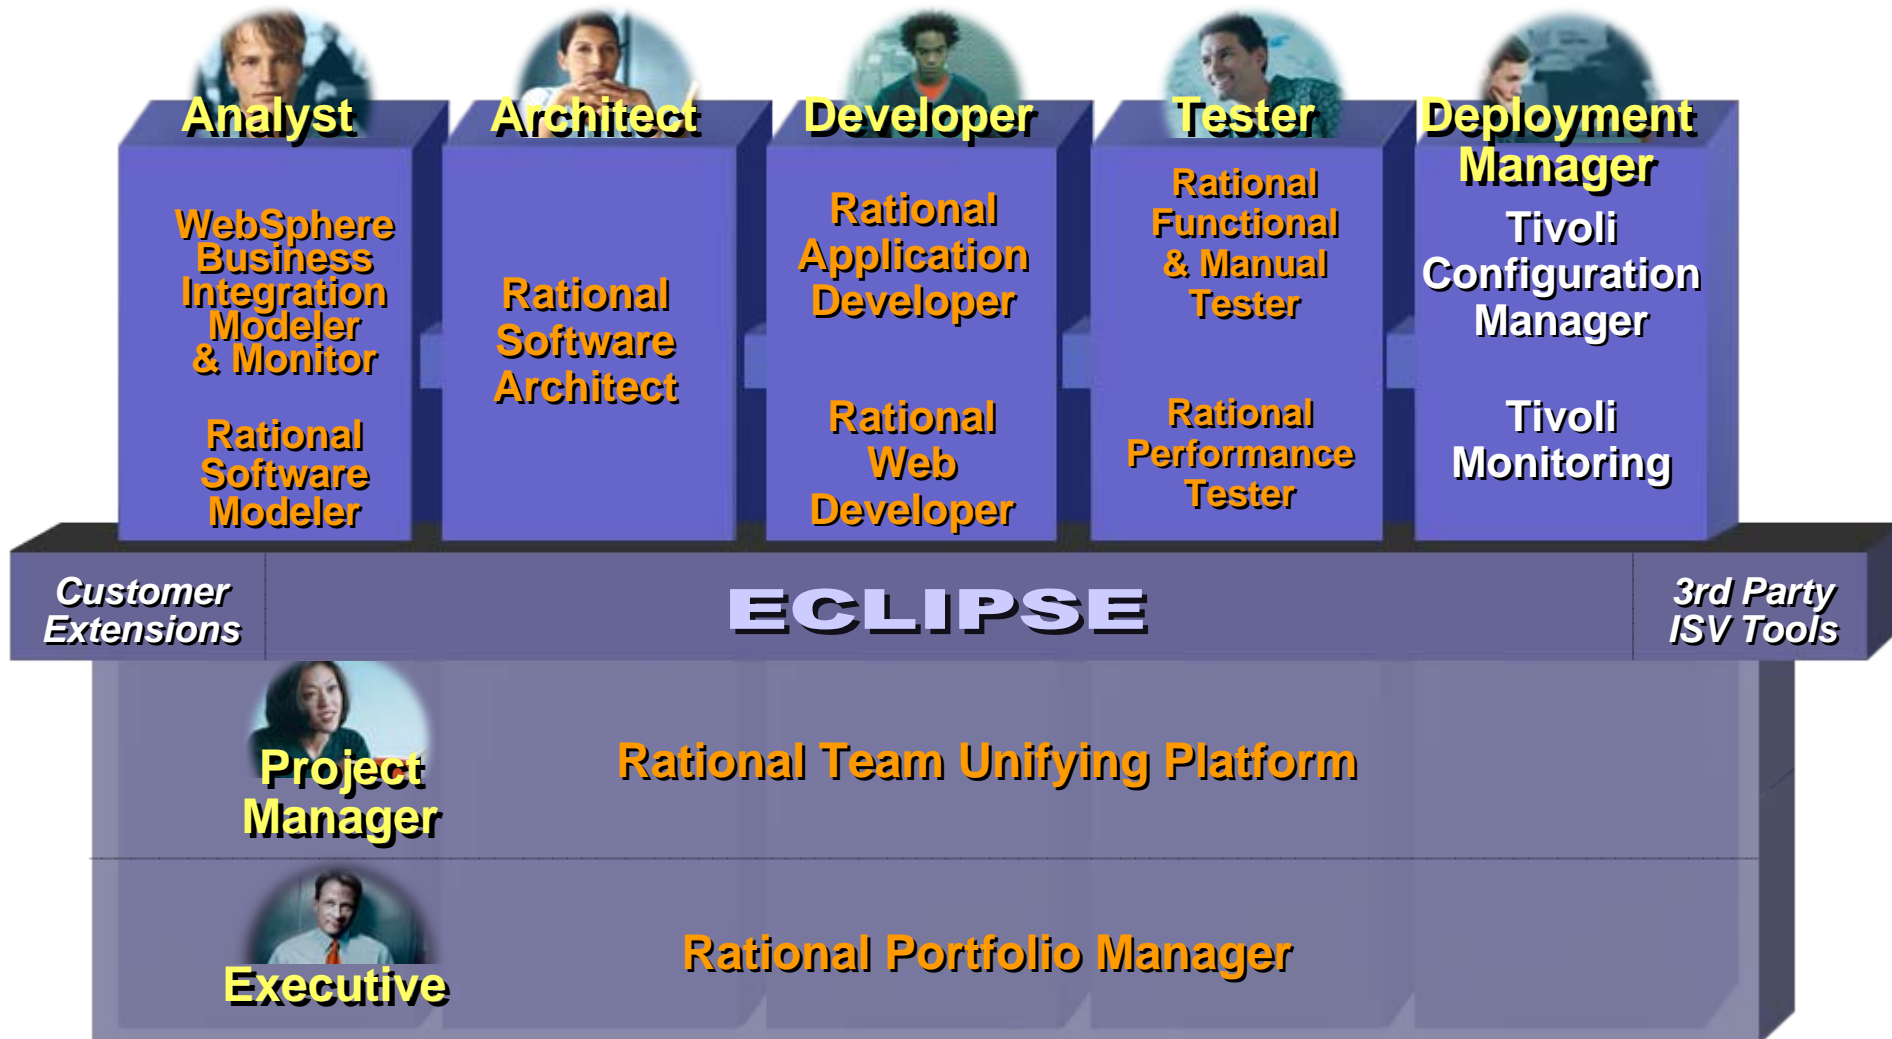 Analyst
WebSphere
Business
Integration
Modeler
& Monitor
Rational
Software
Modeler
Architect
Rational
Software
Architect
Developer
Rational
Application
Developer
Rational
Web
Developer
Tester
Rational
Functional
& Manual
Tester
Rational
Performance
Tester
Deployment
Manager
Tivoli
Configuration
Manager
Tivoli
Monitoring
Customer
Extensions
ECLIPSE
3rd Party
ISV Tools
Project
Manager
Rational Team Unifying Platform
Executive
Rational Portfolio Manager